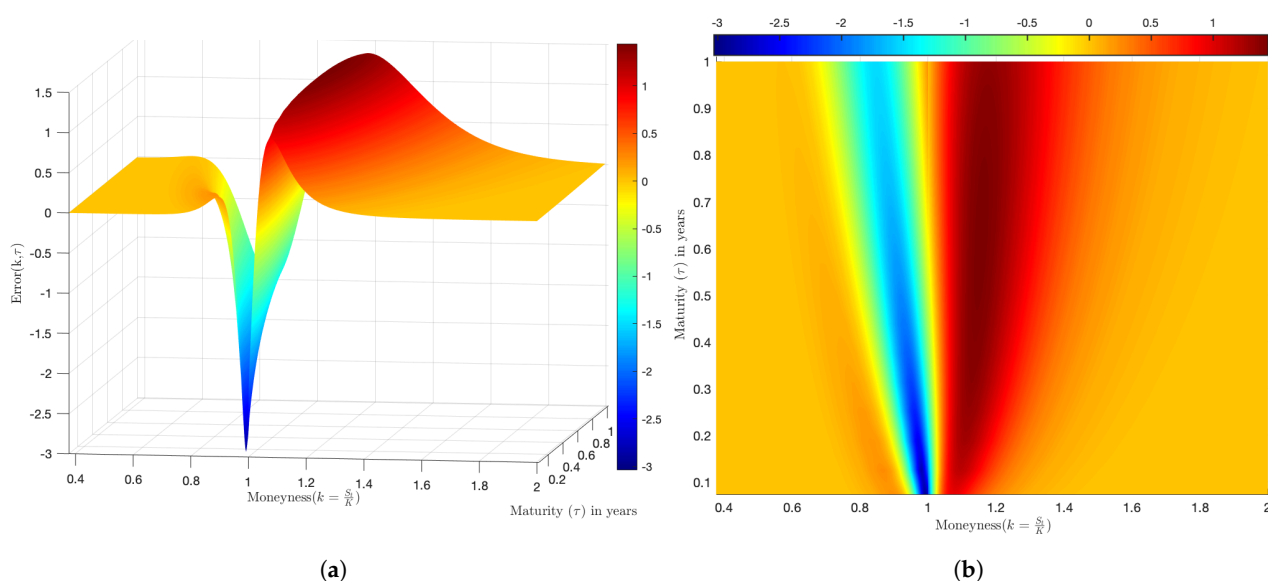 1.5
1
0.5
0
-0.5
-1
-1.5
-2
-2.5
-3
Error(k,τ)
0.4 0.6 0.8 1 1.2 1.4 1.6 1.8 2
Moneyness(k = S_t/K)
0.2 0.4 0.6 0.8 1
Maturity (τ) in years
1
0.5
0
-0.5
-1
-1.5
-2
-2.5
-3
(a)
-3 -2.5 -2 -1.5 -1 -0.5 0 0.5 1
1
0.9
0.8
0.7
0.6
0.5
0.4
0.3
0.2
0.1
Maturity (τ) in years
0.4 0.6 0.8 1 1.2 1.4 1.6 1.8 2
Moneyness(k = S_t/K)
(b)